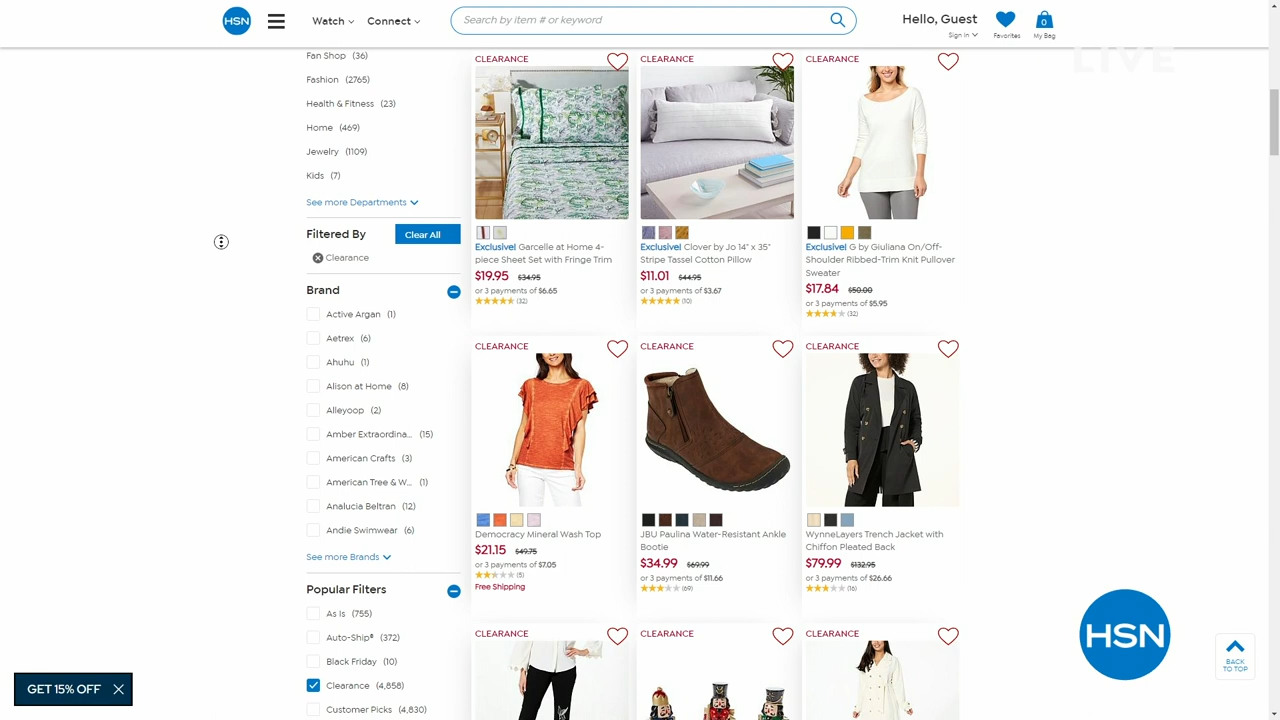 HSN
Watch
Connect
Search by item # or keyword
Hello, Guest
Sign In
Favorites
0
My Bag
LIVE
Fan Shop (36)
Fashion (2765)
Health & Fitness (23)
Home (469)
Jewelry (1109)
Kids (7)
See more Departments
Filtered By
Clear All
Clearance
Brand
Active Argan (1)
Aetrex (6)
Ahuhu (1)
Alison at Home (8)
Alleyoop (2)
Amber Extraordina... (15)
American Crafts (3)
American Tree & W... (1)
Analucia Beltran (12)
Andie Swimwear (6)
See more Brands
Popular Filters
As Is (755)
Auto-Ship® (372)
Black Friday (10)
Clearance (4,858)
Customer Picks (4,830)
CLEARANCE
Exclusive! Garcelle at Home 4-
piece Sheet Set with Fringe Trim
$19.95 $34.95
or 3 payments of $6.65
(32)
CLEARANCE
Exclusive! Clover by Jo 14" x 35"
Stripe Tassel Cotton Pillow
$11.01 $44.95
or 3 payments of $3.67
(10)
CLEARANCE
Exclusive! G by Giuliana On/Off-
Shoulder Ribbed-Trim Knit Pullover
Sweater
$17.84 $50.00
or 3 payments of $5.95
(32)
CLEARANCE
Democracy Mineral Wash Top
$21.15 $49.75
or 3 payments of $7.05
(5)
Free Shipping
CLEARANCE
JBU Paulina Water-Resistant Ankle
Bootie
$34.99 $69.99
or 3 payments of $11.66
(69)
CLEARANCE
WynneLayers Trench Jacket with
Chiffon Pleated Back
$79.99 $132.95
or 3 payments of $26.66
(16)
CLEARANCE
CLEARANCE
CLEARANCE
GET 15% OFF
HSN
BACK
TO TOP